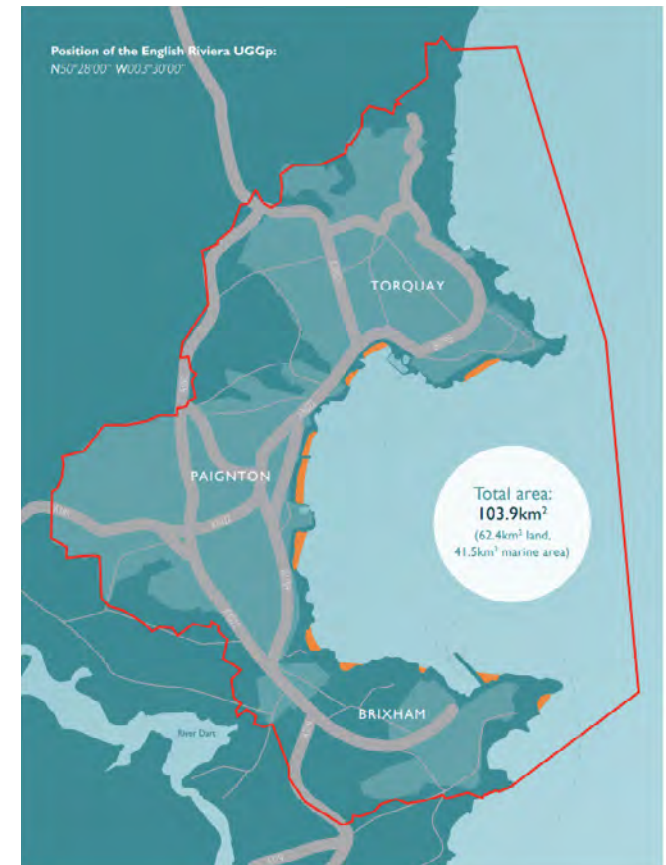 Position of the English Riviera UGGp:
N50°28'00" W003°30'00"
TORQUAY
PAIGNTON
Total area:
103.9km²
(62.4km² land,
41.5km² marine area)
BRIXHAM
River Dart